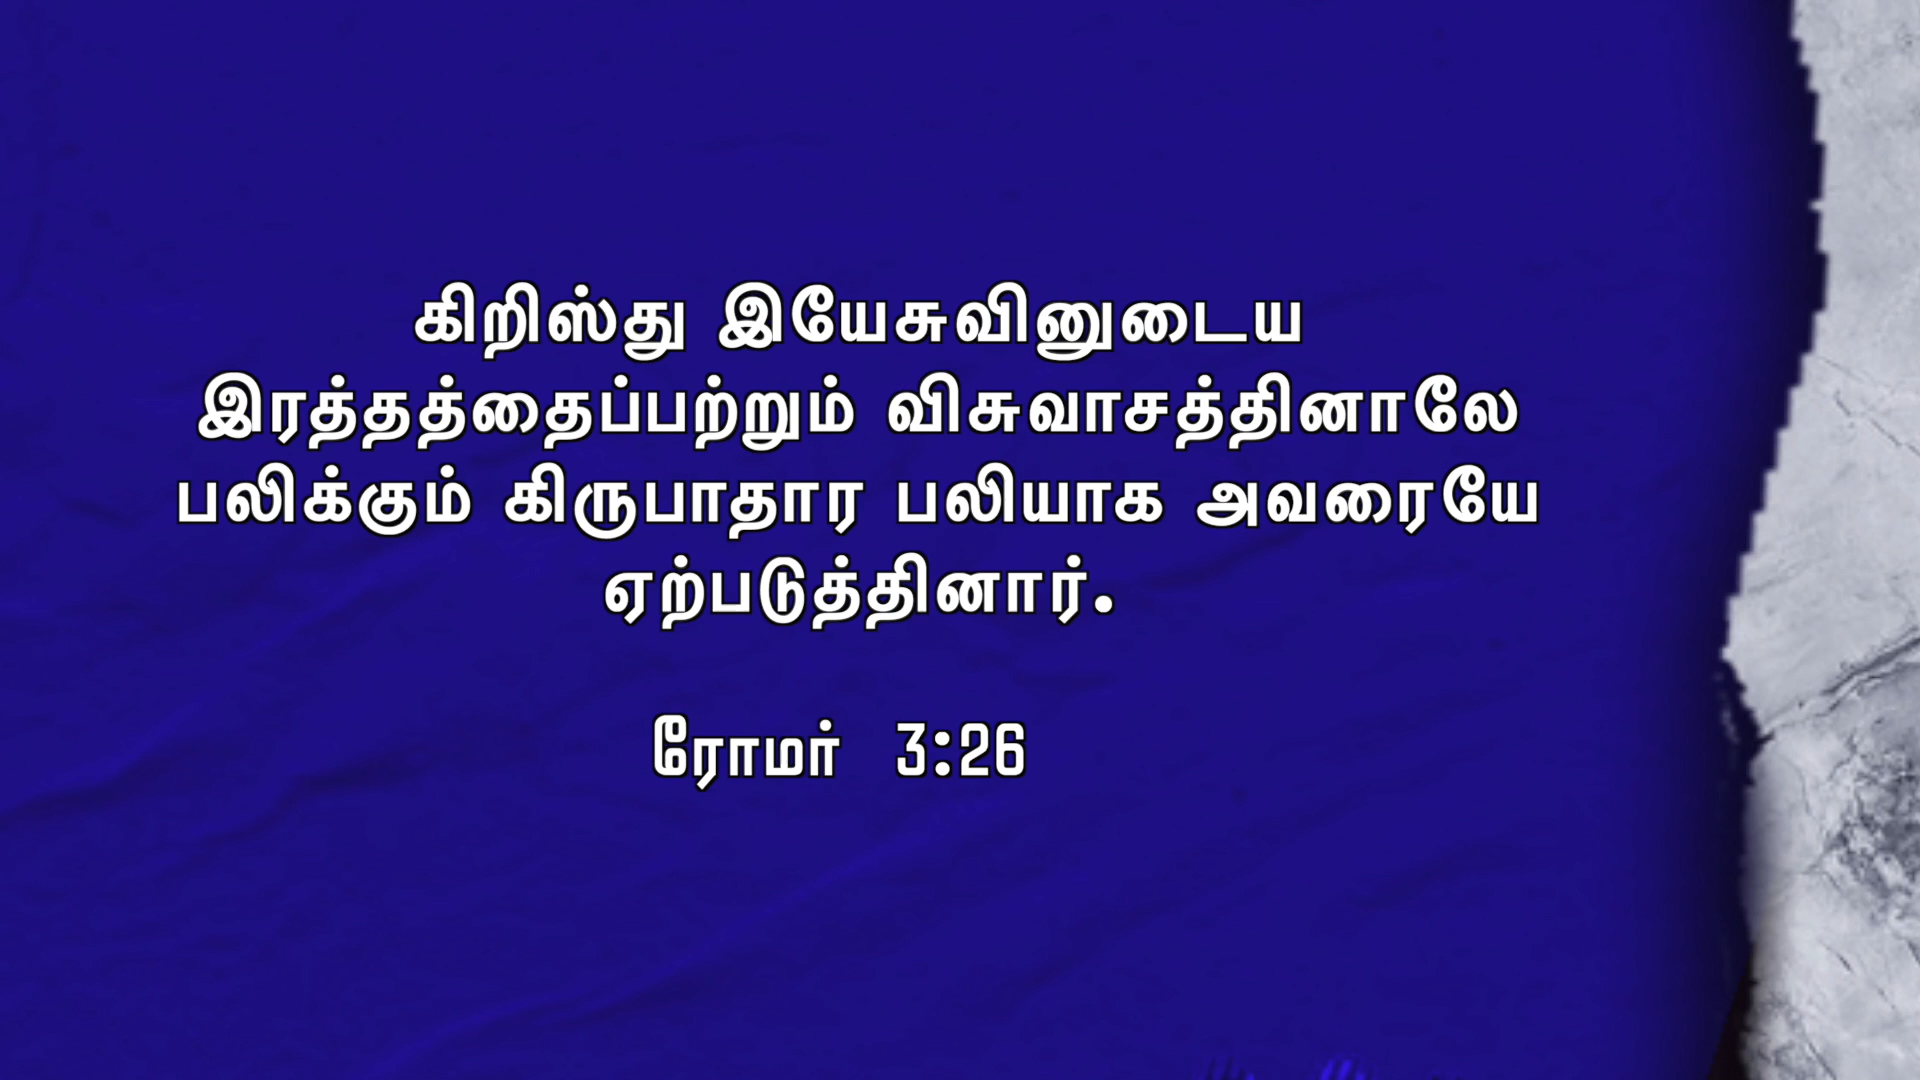 கிறிஸ்து இயேசுவினுடைய
இரத்தத்தைப்பற்றும் விசுவாசத்தினாலே
பலிக்கும் கிருபாதார பலியாக அவரையே
ஏற்படுத்தினார்.
ரோமர் 3:26